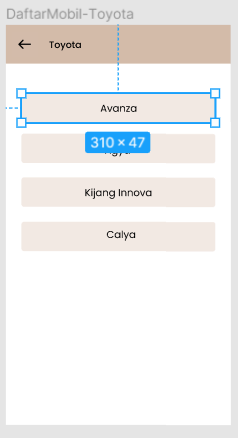 DaftarMobil-Toyota
Toyota
Avanza
310 × 47
Kijang Innova
Calya